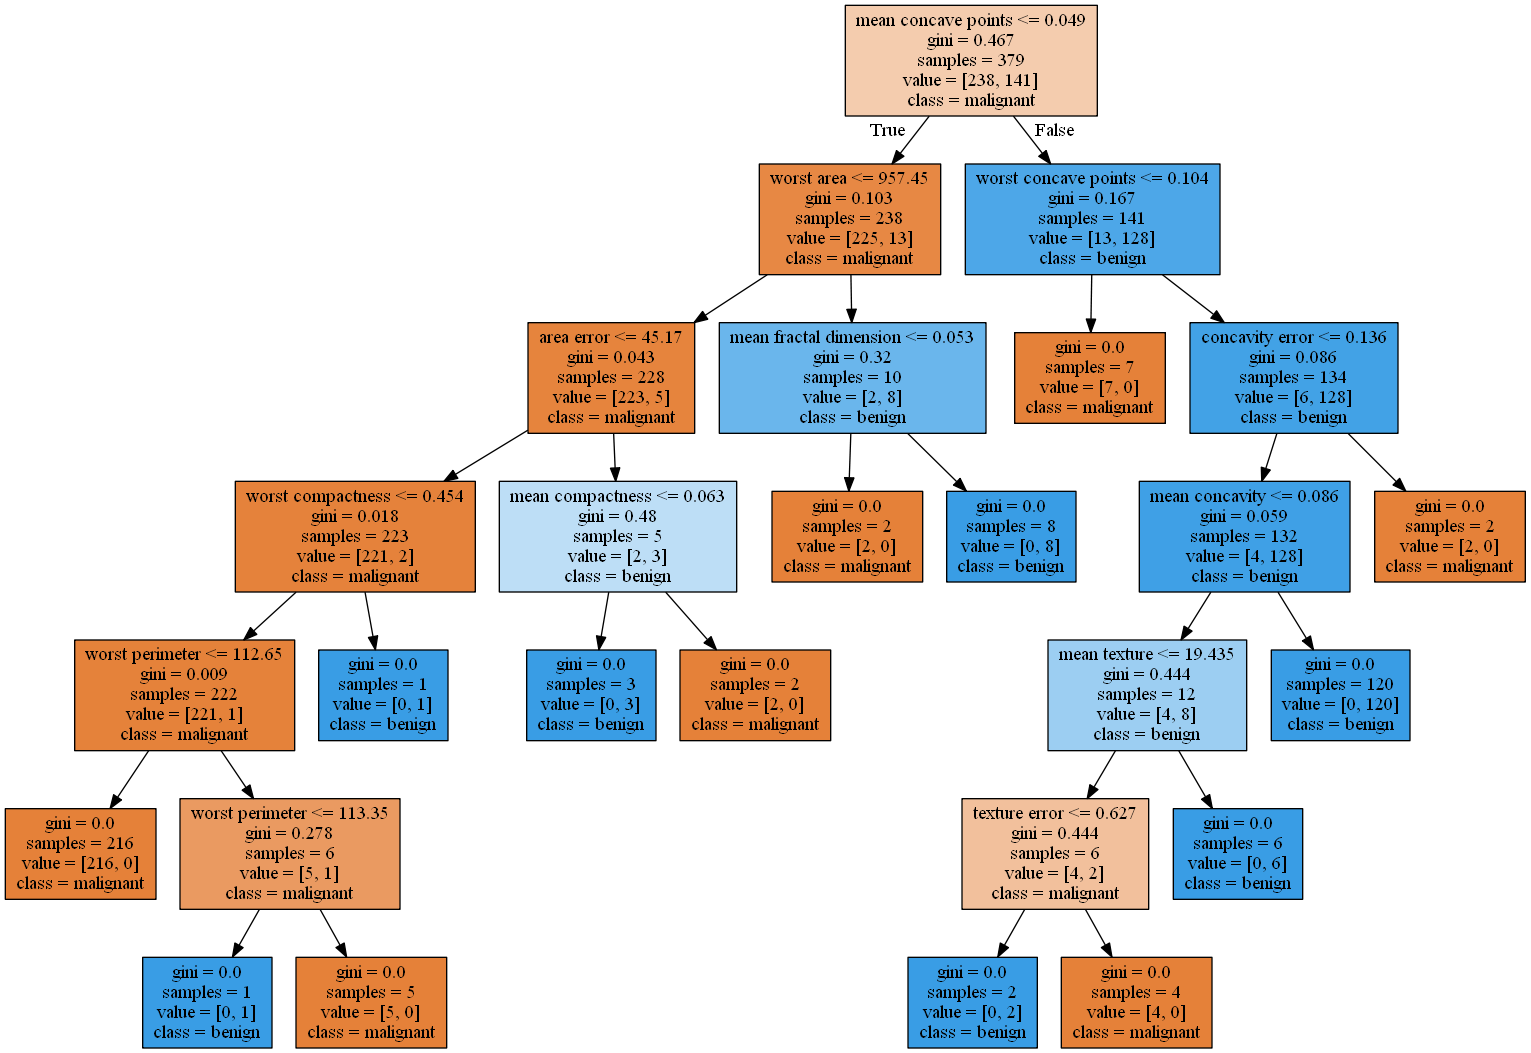 mean concave points <= 0.049
gini = 0.467
samples = 379
value = [238, 141]
class = malignant
True
False
worst area <= 957.45
gini = 0.103
samples = 238
value = [225, 13]
class = malignant
worst concave points <= 0.104
gini = 0.167
samples = 141
value = [13, 128]
class = benign
area error <= 45.17
gini = 0.043
samples = 228
value = [223, 5]
class = malignant
mean fractal dimension <= 0.053
gini = 0.32
samples = 10
value = [2, 8]
class = benign
gini = 0.0
samples = 7
value = [7, 0]
class = malignant
concavity error <= 0.136
gini = 0.086
samples = 134
value = [6, 128]
class = benign
worst compactness <= 0.454
gini = 0.018
samples = 223
value = [221, 2]
class = malignant
mean compactness <= 0.063
gini = 0.48
samples = 5
value = [2, 3]
class = benign
gini = 0.0
samples = 2
value = [2, 0]
class = malignant
gini = 0.0
samples = 8
value = [0, 8]
class = benign
mean concavity <= 0.086
gini = 0.059
samples = 132
value = [4, 128]
class = benign
gini = 0.0
samples = 2
value = [2, 0]
class = malignant
worst perimeter <= 112.65
gini = 0.009
samples = 222
value = [221, 1]
class = malignant
gini = 0.0
samples = 1
value = [0, 1]
class = benign
gini = 0.0
samples = 3
value = [0, 3]
class = benign
gini = 0.0
samples = 2
value = [2, 0]
class = malignant
mean texture <= 19.435
gini = 0.444
samples = 12
value = [4, 8]
class = benign
gini = 0.0
samples = 120
value = [0, 120]
class = benign
gini = 0.0
samples = 216
value = [216, 0]
class = malignant
worst perimeter <= 113.35
gini = 0.278
samples = 6
value = [5, 1]
class = malignant
texture error <= 0.627
gini = 0.444
samples = 6
value = [4, 2]
class = malignant
gini = 0.0
samples = 6
value = [0, 6]
class = benign
gini = 0.0
samples = 1
value = [0, 1]
class = benign
gini = 0.0
samples = 5
value = [5, 0]
class = malignant
gini = 0.0
samples = 2
value = [0, 2]
class = benign
gini = 0.0
samples = 4
value = [4, 0]
class = malignant